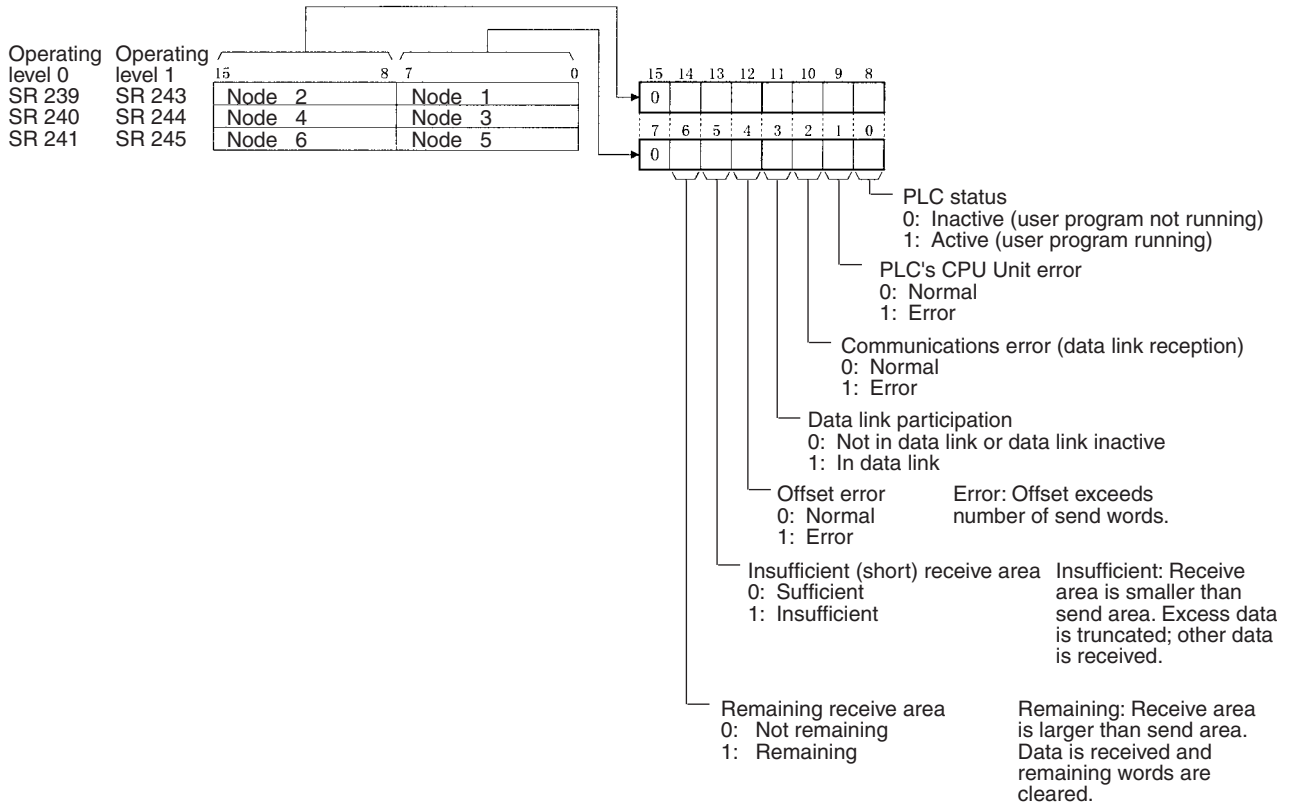 Operating Operating
level 0 level 1 15 8 7 0
SR 239 SR 243 Node 2 Node 1
SR 240 SR 244 Node 4 Node 3
SR 241 SR 245 Node 6 Node 5
15 14 13 12 11 10 9 8
0
7 6 5 4 3 2 1 0
0
PLC status
0: Inactive (user program not running)
1: Active (user program running)
PLC's CPU Unit error
0: Normal
1: Error
Communications error (data link reception)
0: Normal
1: Error
Data link participation
0: Not in data link or data link inactive
1: In data link
Offset error
0: Normal
1: Error
Error: Offset exceeds
number of send words.
Insufficient (short) receive area
0: Sufficient
1: Insufficient
Insufficient: Receive
area is smaller than
send area. Excess data
is truncated; other data
is received.
Remaining receive area
0: Not remaining
1: Remaining
Remaining: Receive area
is larger than send area.
Data is received and
remaining words are
cleared.